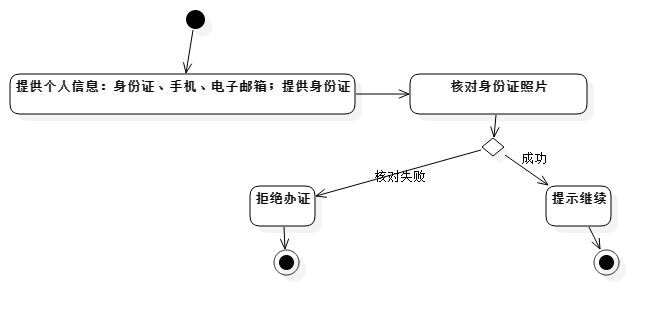 提供个人信息：身份证、手机、电子邮箱；提供身份证
核对身份证照片
成功
核对失败
拒绝办证
提示继续